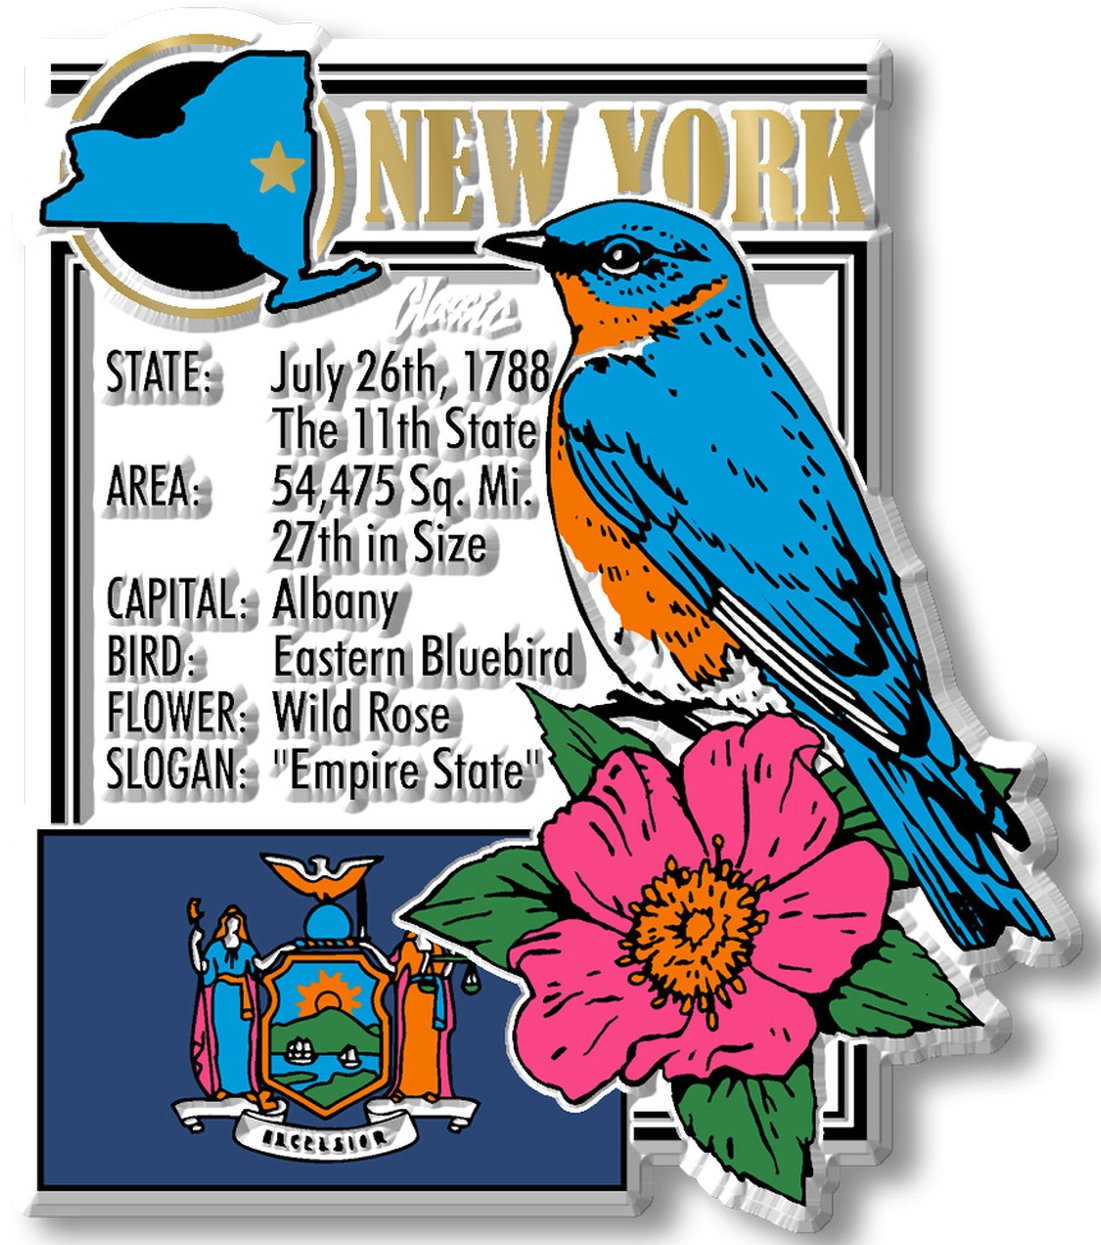 NEW YORK
Classic
STATE: July 26th, 1788
The 11th State
AREA: 54,475 Sq. Mi.
27th in Size
CAPITAL: Albany
BIRD: Eastern Bluebird
FLOWER: Wild Rose
SLOGAN: "Empire State"
EXCELSIOR